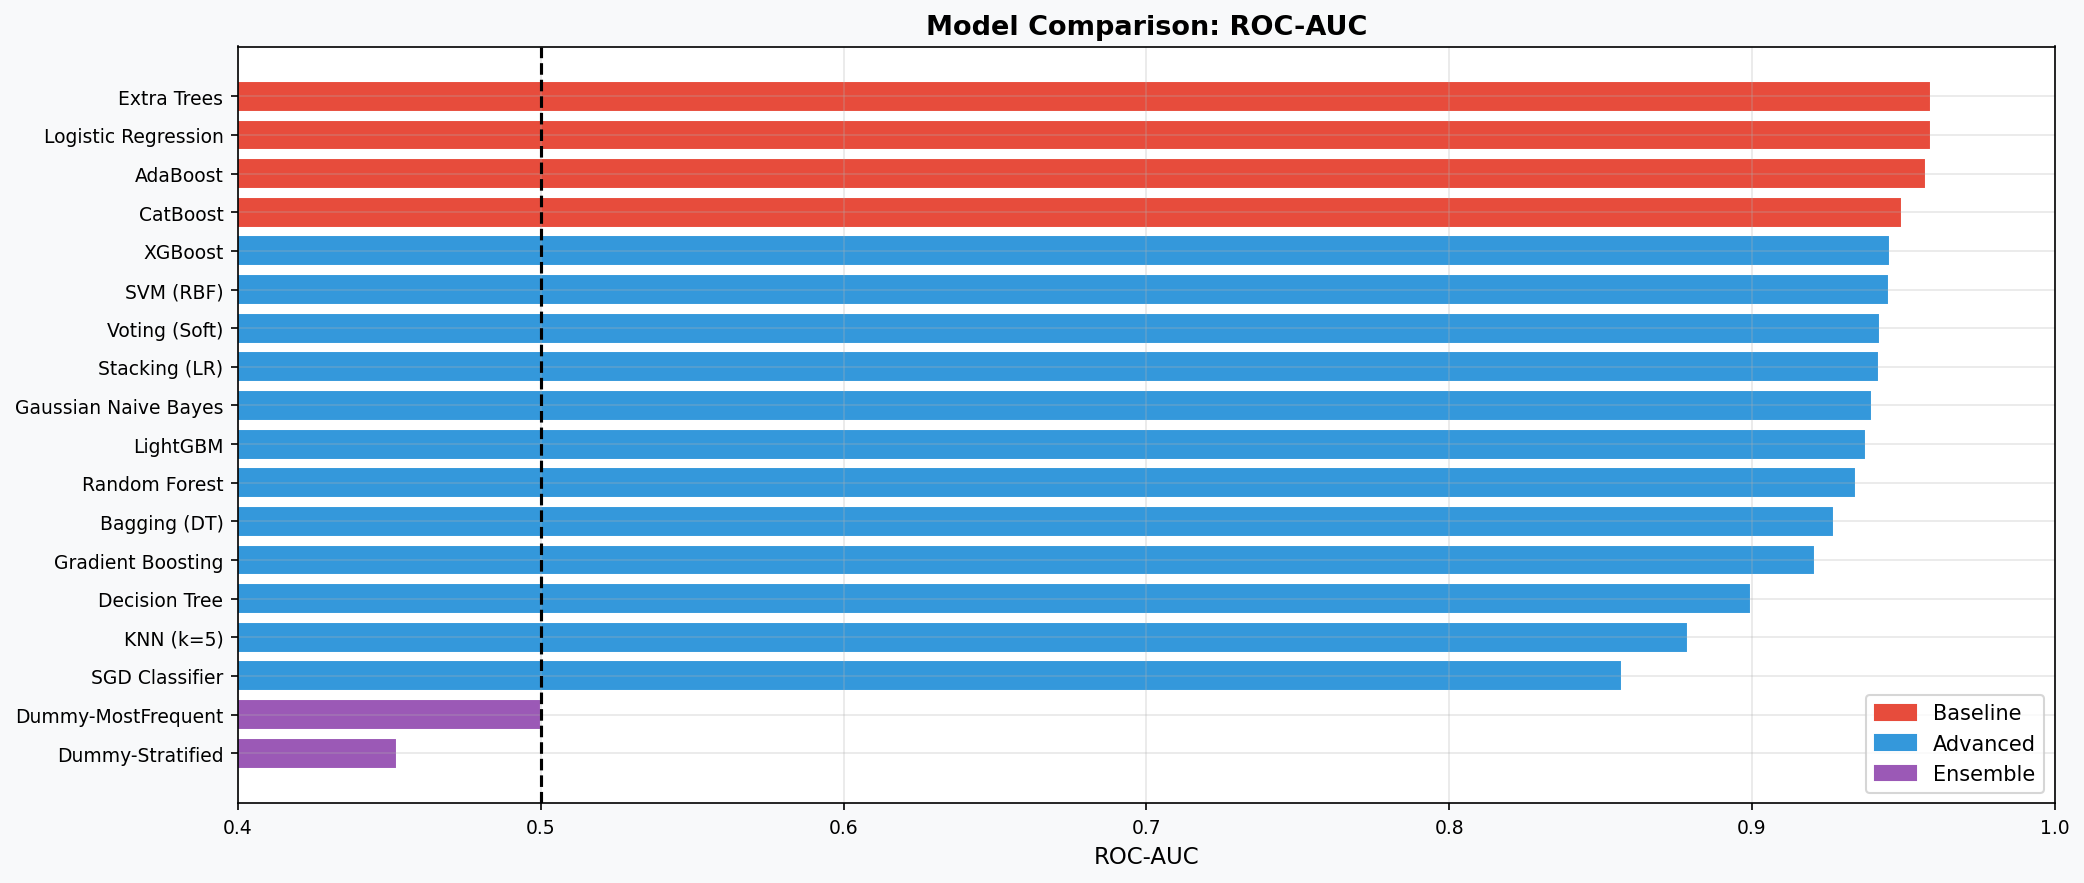 Model Comparison: ROC-AUC
Extra Trees
Logistic Regression
AdaBoost
CatBoost
XGBoost
SVM (RBF)
Voting (Soft)
Stacking (LR)
Gaussian Naive Bayes
LightGBM
Random Forest
Bagging (DT)
Gradient Boosting
Decision Tree
KNN (k=5)
SGD Classifier
Dummy-MostFrequent
Dummy-Stratified
Baseline
Advanced
Ensemble
0.4 0.5 0.6 0.7 0.8 0.9 1.0
ROC-AUC